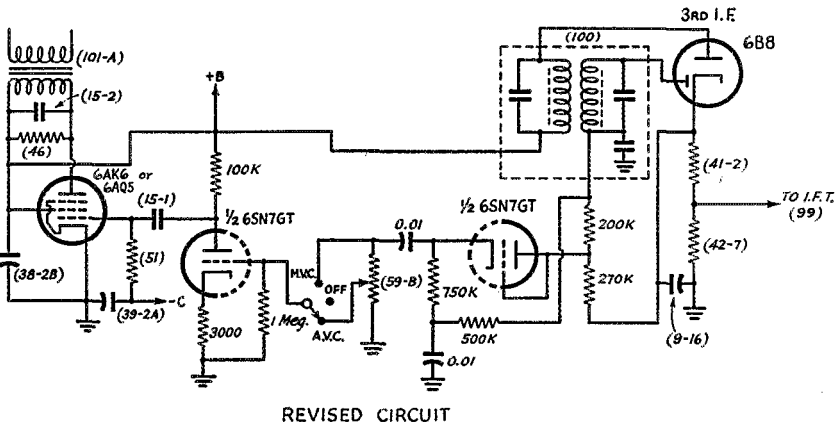 3RD I.F.
6B8
(100)
(101-A)
(15-2)
+B
(46)
6AK6 or
6AQ5
100K
(15-1)
½ 6SN7GT
(51)
(38-2B)
(39-2A)
-C
3000
1 Meg.
M.V.C.
OFF
A.V.C.
(59-B)
0.01
750K
½ 6SN7GT
500K
0.01
200K
270K
(41-2)
TO I.F.T.
(99)
(42-7)
(9-16)
REVISED CIRCUIT